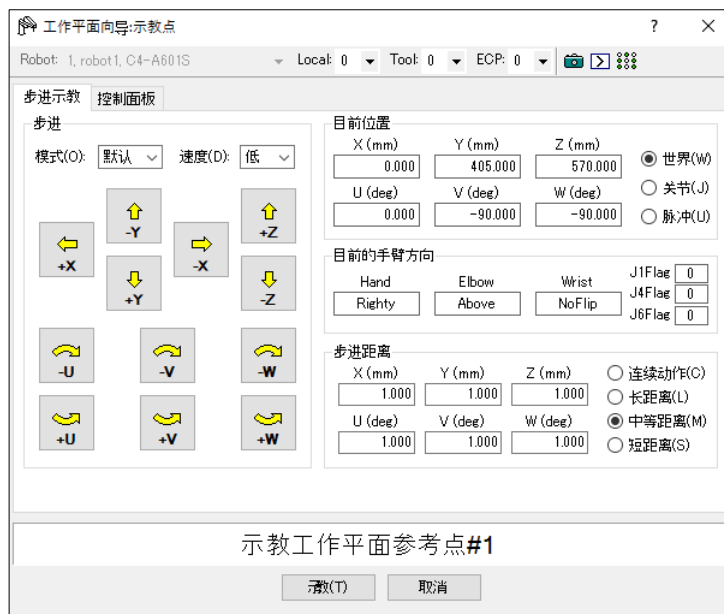 工作平面向导:示教点
Robot: 1, robot1, C4-A601S Local: 0 Tool: 0 ECP: 0
步进示教 控制面板
步进
模式(O): 默认 速度(D): 低
+X
-Y
-X
+Z
+Y
-Z
-U -V -W
+U +V +W
目前位置
X (mm) Y (mm) Z (mm)
0.000 405.000 570.000
U (deg) V (deg) W (deg)
0.000 -90.000 -90.000
世界(W)
关节(J)
脉冲(U)
目前的手臂方向
Hand Elbow Wrist
Righty Above NoFlip
J1Flag 0
J4Flag 0
J6Flag 0
步进距离
X (mm) Y (mm) Z (mm)
1.000 1.000 1.000
U (deg) V (deg) W (deg)
1.000 1.000 1.000
连续动作(C)
长距离(L)
中等距离(M)
短距离(S)
示教工作平面参考点#1
示教(T) 取消